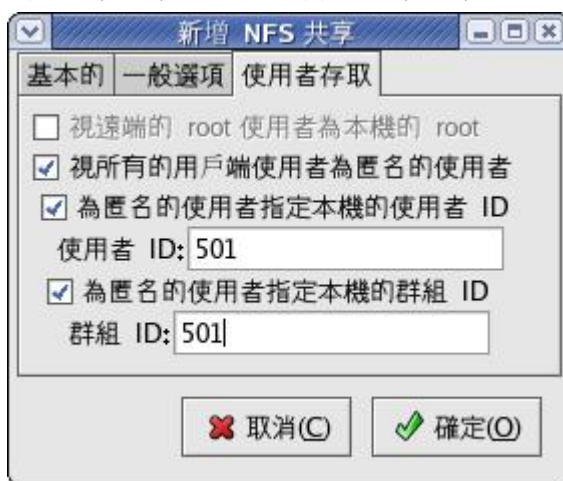 新增 NFS 共享
基本的 一般選項 使用者存取
視遠端的 root 使用者為本機的 root
視所有的用戶端使用者為匿名的使用者
為匿名的使用者指定本機的使用者 ID
使用者 ID: 501
為匿名的使用者指定本機的群組 ID
群組 ID: 501
取消(C) 確定(O)